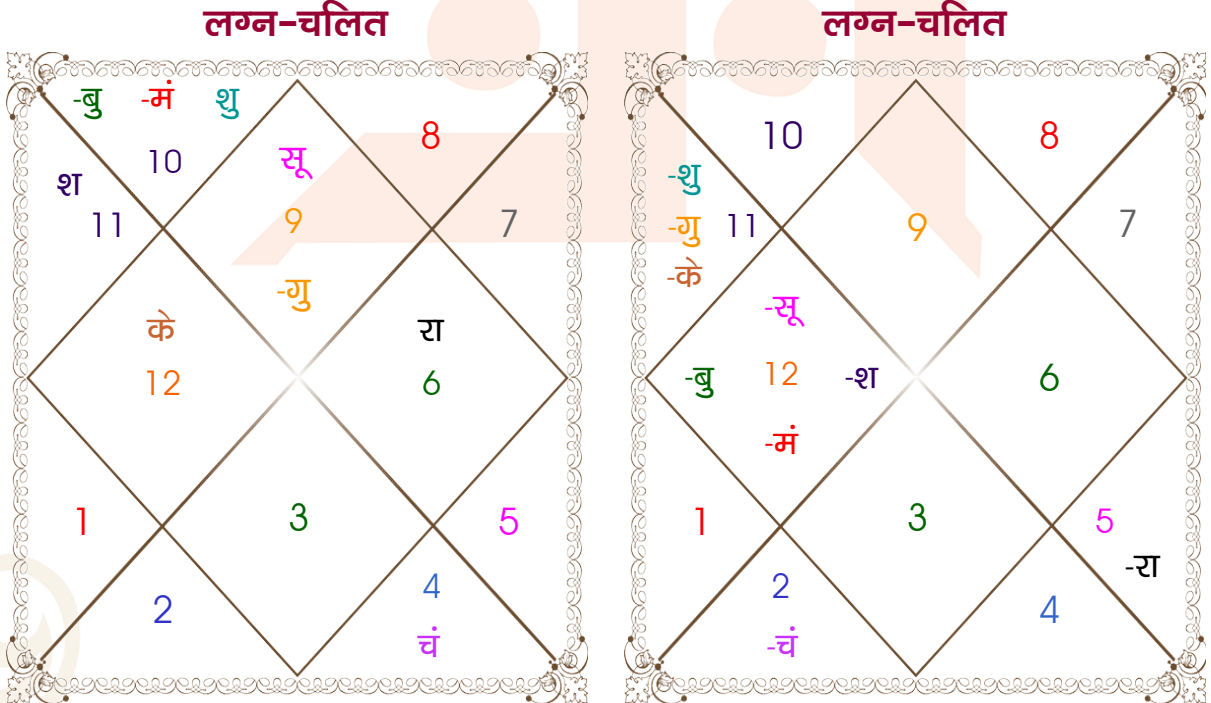 लग्न-चलित
-बु -मं शु
8
10
सू
श
11
9
7
-गु
के
12
रा
6
1
3
5
2
4
चं
लग्न-चलित
10
8
-शु
-गु 11
9
7
-के
-सू
-बु 12 -श
6
-मं
1
3
5
-रा
2
4
-चं